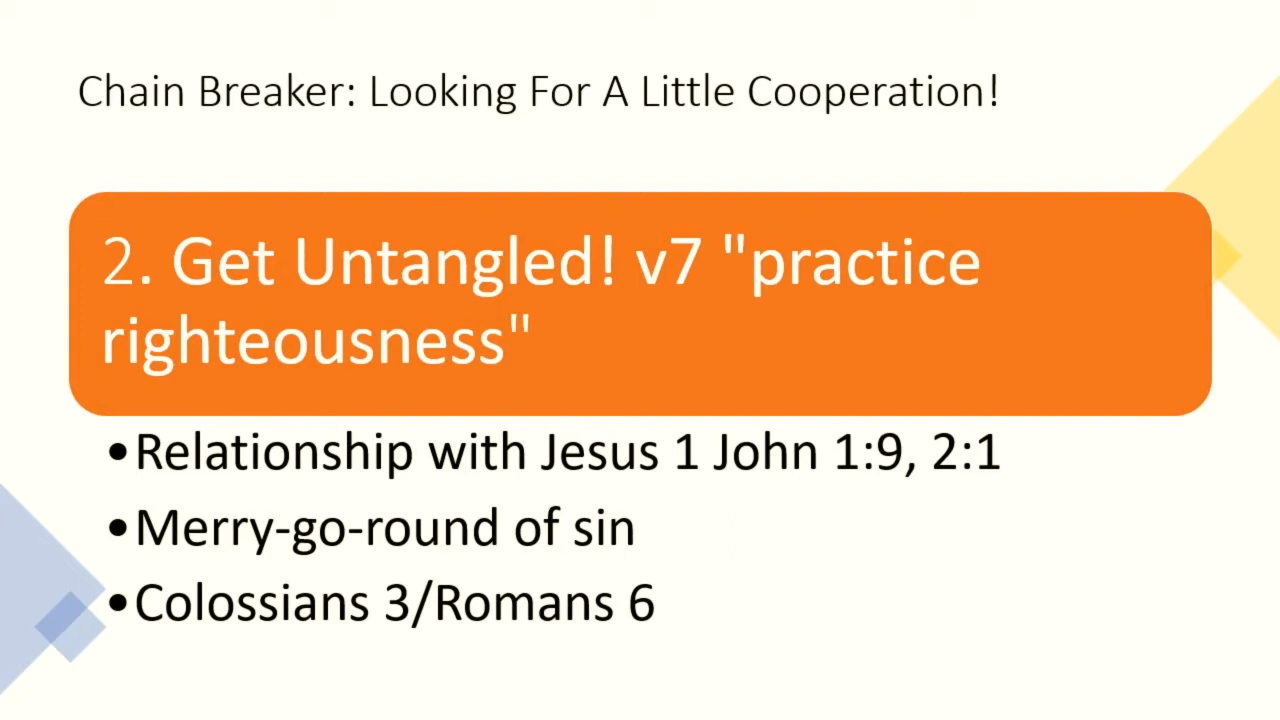 Chain Breaker: Looking For A Little Cooperation!
2. Get Untangled! v7 "practice
righteousness"
•Relationship with Jesus 1 John 1:9, 2:1
•Merry-go-round of sin
•Colossians 3/Romans 6